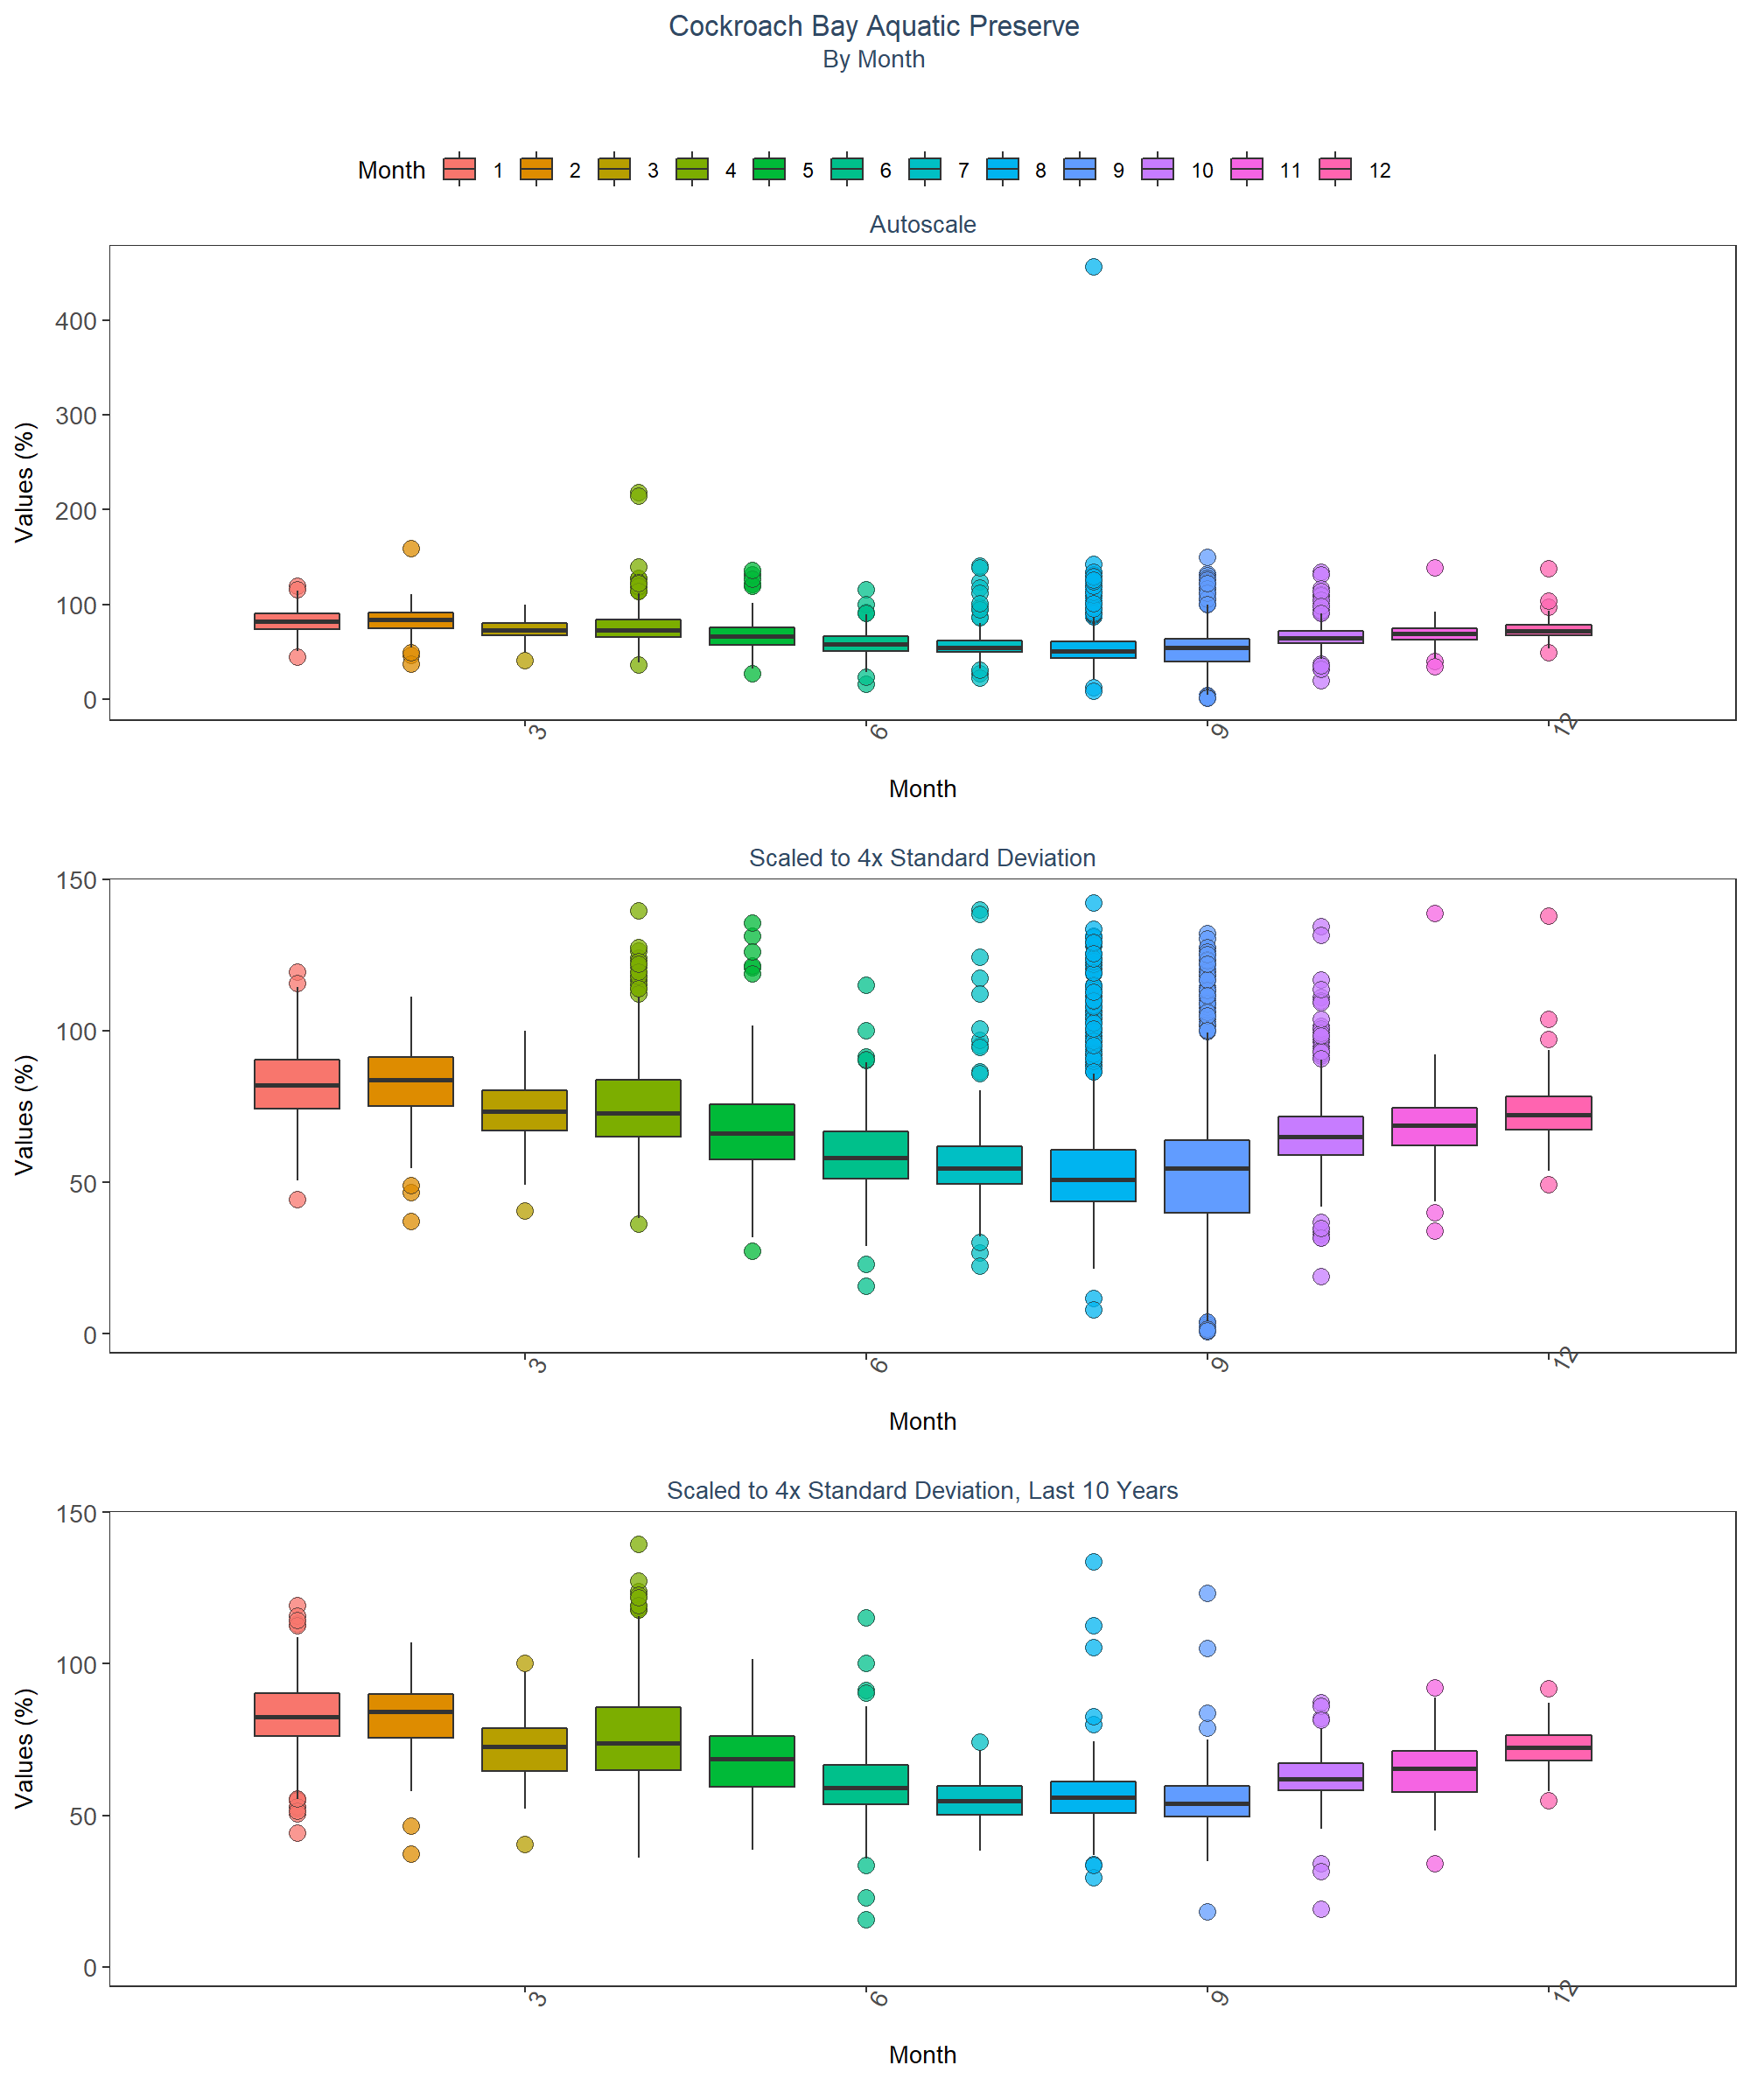 Cockroach Bay Aquatic Preserve
By Month
Month 1 2 3 4 5 6 7 8 9 10 11 12
Autoscale
Values (%)
400
300
200
100
0
3 6 9 12
Month
Scaled to 4x Standard Deviation
Values (%)
150
100
50
0
3 6 9 12
Month
Scaled to 4x Standard Deviation, Last 10 Years
Values (%)
150
100
50
0
3 6 9 12
Month